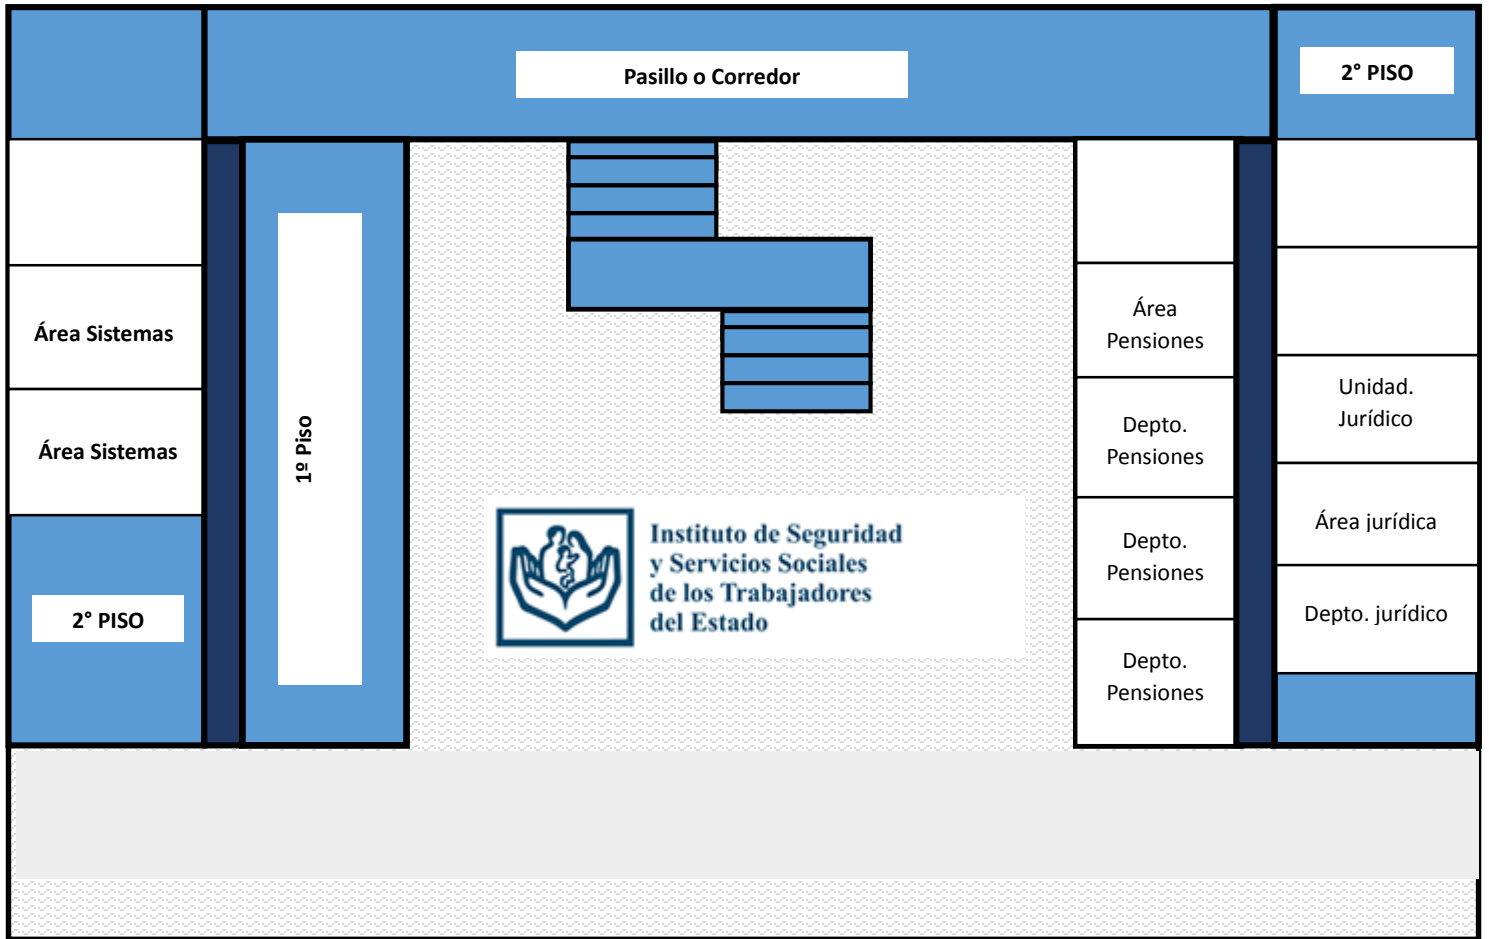 Pasillo o Corredor
2° PISO
Área Sistemas
Área Sistemas
2° PISO
1º Piso
Instituto de Seguridad
y Servicios Sociales
de los Trabajadores
del Estado
Área
Pensiones
Depto.
Pensiones
Depto.
Pensiones
Depto.
Pensiones
Unidad.
Jurídico
Área jurídica
Depto. jurídico